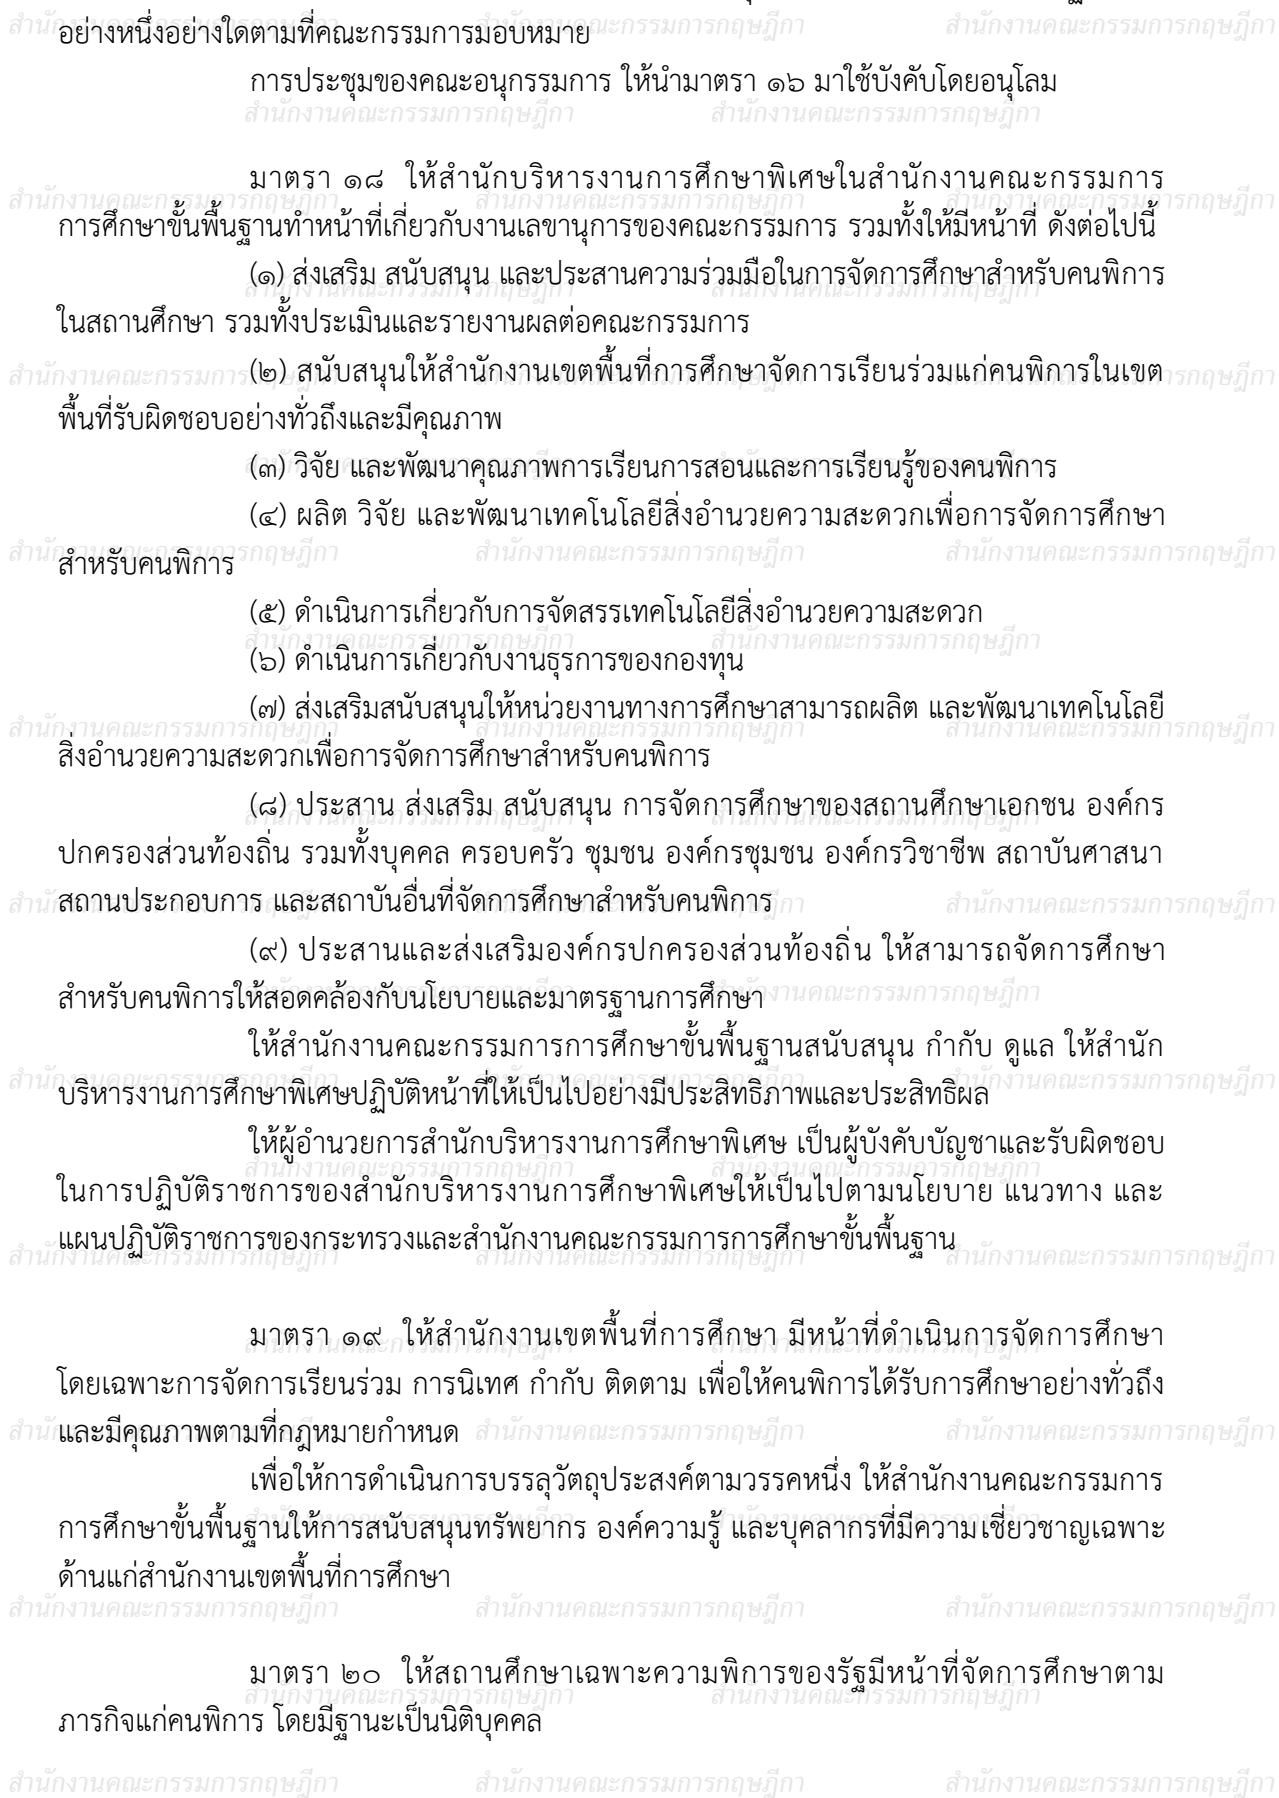 อย่างหนึ่งอย่างใดตามที่คณะกรรมการมอบหมาย
การประชุมของคณะอนุกรรมการ ให้นำมาตรา ๑๖ มาใช้บังคับโดยอนุโลม
มาตรา ๑๘ ให้สำนักบริหารงานการศึกษาพิเศษในสำนักงานคณะกรรมการ
การศึกษาขั้นพื้นฐานทำหน้าที่เกี่ยวกับงานเลขานุการของคณะกรรมการ รวมทั้งให้มีหน้าที่ ดังต่อไปนี้
(๑) ส่งเสริม สนับสนุน และประสานความร่วมมือในการจัดการศึกษาสำหรับคนพิการ
ในสถานศึกษา รวมทั้งประเมินและรายงานผลต่อคณะกรรมการ
(๒) สนับสนุนให้สำนักงานเขตพื้นที่การศึกษาจัดการเรียนร่วมแก่คนพิการในเขต
พื้นที่รับผิดชอบอย่างทั่วถึงและมีคุณภาพ
(๓) วิจัย และพัฒนาคุณภาพการเรียนการสอนและการเรียนรู้ของคนพิการ
(๔) ผลิต วิจัย และพัฒนาเทคโนโลยีสิ่งอำนวยความสะดวกเพื่อการจัดการศึกษา
สำหรับคนพิการ
(๕) ดำเนินการเกี่ยวกับการจัดสรรเทคโนโลยีสิ่งอำนวยความสะดวก
(๖) ดำเนินการเกี่ยวกับงานธุรการของกองทุน
(๗) ส่งเสริมสนับสนุนให้หน่วยงานทางการศึกษาสามารถผลิต และพัฒนาเทคโนโลยี
สิ่งอำนวยความสะดวกเพื่อการจัดการศึกษาสำหรับคนพิการ
(๘) ประสาน ส่งเสริม สนับสนุน การจัดการศึกษาของสถานศึกษาเอกชน องค์กร
ปกครองส่วนท้องถิ่น รวมทั้งบุคคล ครอบครัว ชุมชน องค์กรชุมชน องค์กรวิชาชีพ สถาบันศาสนา
สถานประกอบการ และสถาบันอื่นที่จัดการศึกษาสำหรับคนพิการ
(๙) ประสานและส่งเสริมองค์กรปกครองส่วนท้องถิ่น ให้สามารถจัดการศึกษา
สำหรับคนพิการให้สอดคล้องกับนโยบายและมาตรฐานการศึกษา
ให้สำนักงานคณะกรรมการการศึกษาขั้นพื้นฐานสนับสนุน กำกับ ดูแล ให้สำนัก
บริหารงานการศึกษาพิเศษปฏิบัติหน้าที่ให้เป็นไปอย่างมีประสิทธิภาพและประสิทธิผล
ให้ผู้อำนวยการสำนักบริหารงานการศึกษาพิเศษ เป็นผู้บังคับบัญชาและรับผิดชอบ
ในการปฏิบัติราชการของสำนักบริหารงานการศึกษาพิเศษให้เป็นไปตามนโยบาย แนวทาง และ
แผนปฏิบัติราชการของกระทรวงและสำนักงานคณะกรรมการการศึกษาขั้นพื้นฐาน
มาตรา ๑๙ ให้สำนักงานเขตพื้นที่การศึกษา มีหน้าที่ดำเนินการจัดการศึกษา
โดยเฉพาะการจัดการเรียนร่วม การนิเทศ กำกับ ติดตาม เพื่อให้คนพิการได้รับการศึกษาอย่างทั่วถึง
และมีคุณภาพตามที่กฎหมายกำหนด
เพื่อให้การดำเนินการบรรลุวัตถุประสงค์ตามวรรคหนึ่ง ให้สำนักงานคณะกรรมการ
การศึกษาขั้นพื้นฐานให้การสนับสนุนทรัพยากร องค์ความรู้ และบุคลากรที่มีความเชี่ยวชาญเฉพาะ
ด้านแก่สำนักงานเขตพื้นที่การศึกษา
มาตรา ๒๐ ให้สถานศึกษาเฉพาะความพิการของรัฐมีหน้าที่จัดการศึกษาตาม
ภารกิจแก่คนพิการ โดยมีฐานะเป็นนิติบุคคล
สำนักงานคณะกรรมการกฤษฎีกา สำนักงานคณะกรรมการกฤษฎีกา สำนักงานคณะกรรมการกฤษฎีกา